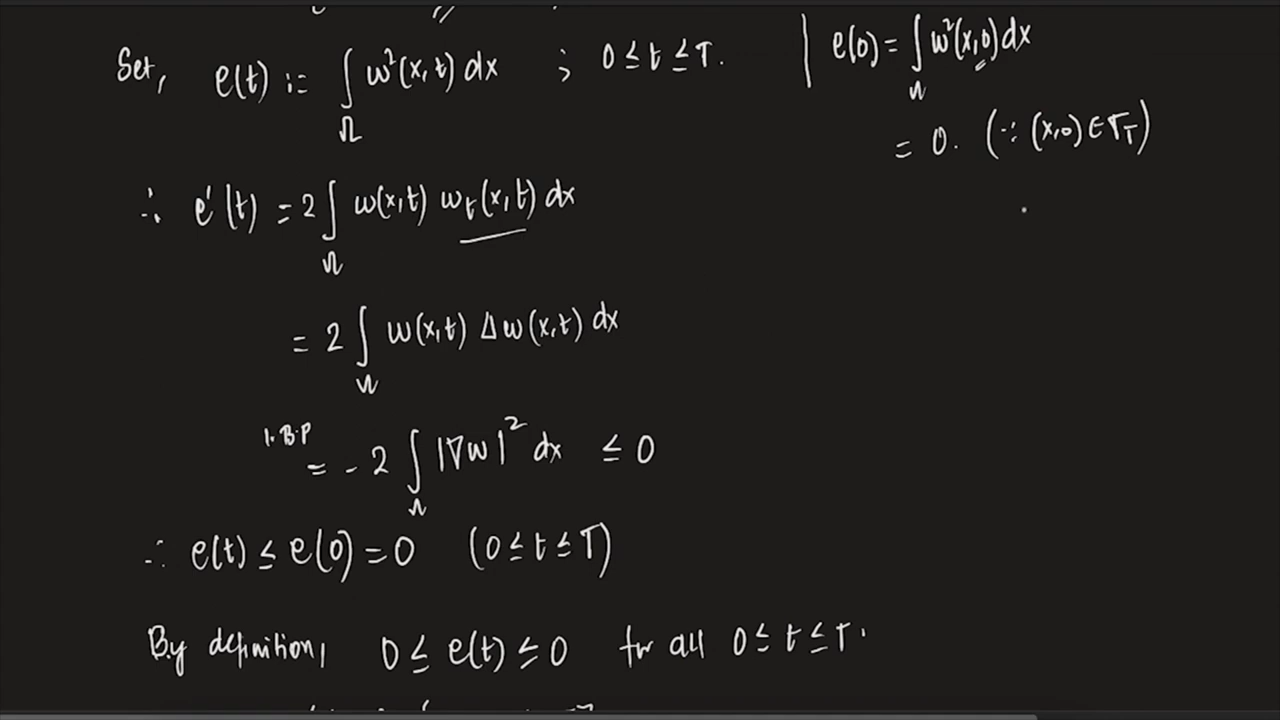 Set, e(t) := ∫_Ω w²(x,t) dx ; 0 ≤ t ≤ T.
e(0) = ∫_Ω w²(x,0) dx
= 0. (∵ (x,0) ∈ Γ_T)
∴ e'(t) = 2 ∫_Ω w(x,t) w_t(x,t) dx
= 2 ∫_Ω w(x,t) Δw(x,t) dx
I.B.P = -2 ∫_Ω |∇w|² dx ≤ 0
∴ e(t) ≤ e(0) = 0 (0 ≤ t ≤ T)
By definition, 0 ≤ e(t) ≤ 0 for all 0 ≤ t ≤ T.